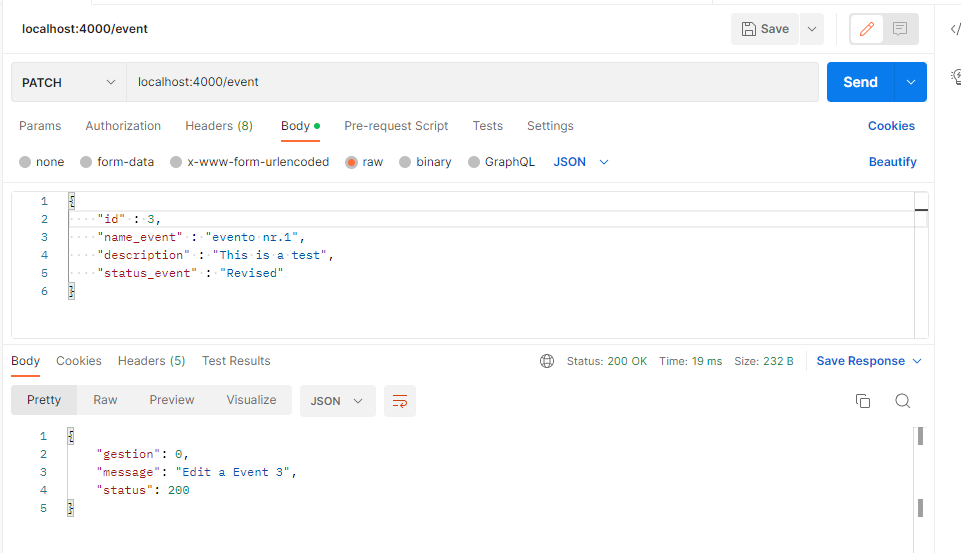 localhost:4000/event
Save
PATCH
localhost:4000/event
Send
Params Authorization Headers (8) Body Pre-request Script Tests Settings Cookies
none form-data x-www-form-urlencoded raw binary GraphQL JSON Beautify
1 {
2 "id" : 3,
3 "name_event" : "evento nr.1",
4 "description" : "This is a test",
5 "status_event" : "Revised"
6 }
Body Cookies Headers (5) Test Results Status: 200 OK Time: 19 ms Size: 232 B Save Response
Pretty Raw Preview Visualize JSON
1 {
2 "gestion": 0,
3 "message": "Edit a Event 3",
4 "status": 200
5 }